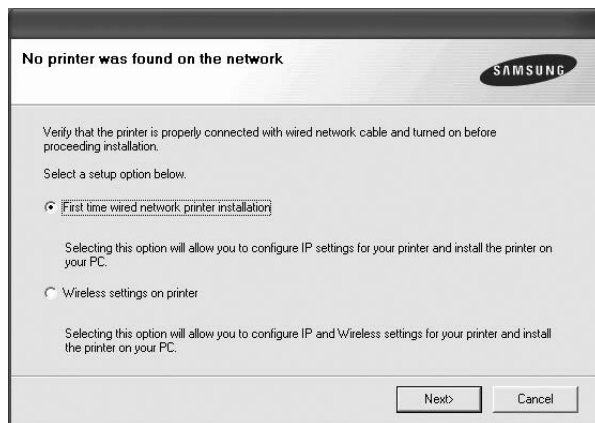 No printer was found on the network
SAMSUNG
Verify that the printer is properly connected with wired network cable and turned on before
proceeding installation.
Select a setup option below.
First time wired network printer installation
Selecting this option will allow you to configure IP settings for your printer and install the printer on
your PC.
Wireless settings on printer
Selecting this option will allow you to configure IP and Wireless settings for your printer and install
the printer on your PC.
Next>
Cancel